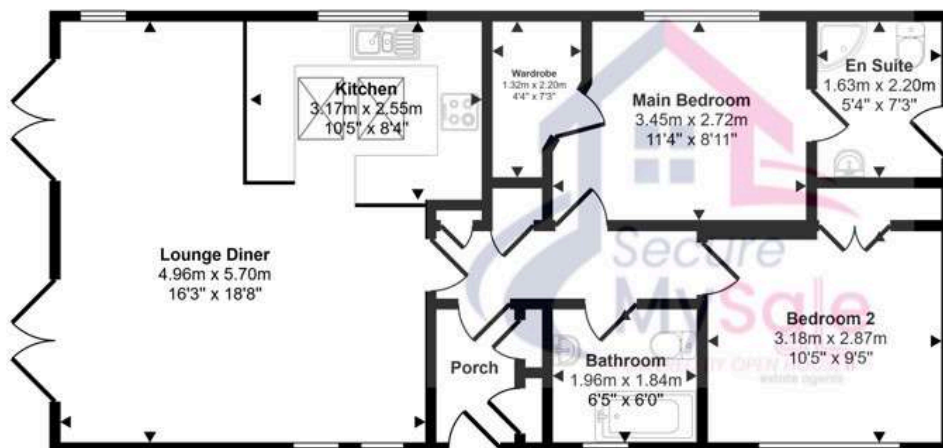 Kitchen
3.17m x 2.55m
10'5" x 8'4"
Wardrobe
1.32m x 2.20m
4'4" x 7'3"
Main Bedroom
3.45m x 2.72m
11'4" x 8'11"
En Suite
1.63m x 2.20m
5'4" x 7'3"
Lounge Diner
4.96m x 5.70m
16'3" x 18'8"
Secure
MySale
estate agents
Porch
Bathroom
1.96m x 1.84m
6'5" x 6'0"
Bedroom 2
3.18m x 2.87m
10'5" x 9'5"